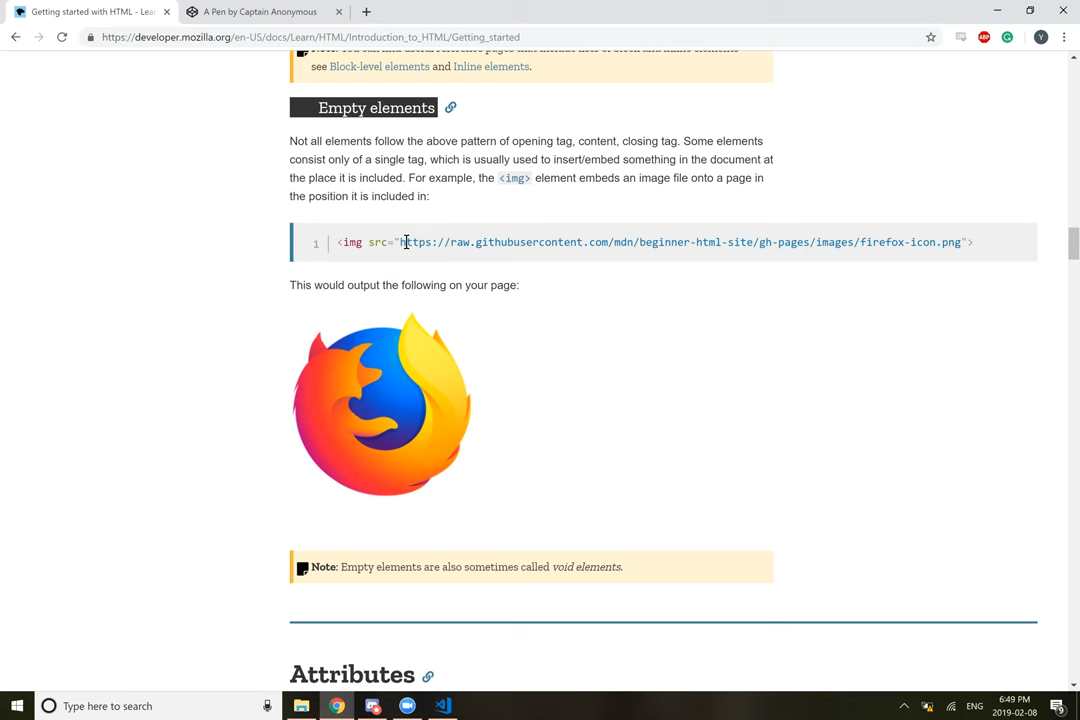 Getting started with HTML - Lea
A Pen by Captain Anonymous
https://developer.mozilla.org/en-US/docs/Learn/HTML/Introduction_to_HTML/Getting_started
ABP
Y
see Block-level elements and Inline elements.
Empty elements
Not all elements follow the above pattern of opening tag, content, closing tag. Some elements
consist only of a single tag, which is usually used to insert/embed something in the document at
the place it is included. For example, the <img> element embeds an image file onto a page in
the position it is included in:
1 <img src="https://raw.githubusercontent.com/mdn/beginner-html-site/gh-pages/images/firefox-icon.png">
This would output the following on your page:
Note: Empty elements are also sometimes called void elements.
Attributes
Type here to search
ENG
6:49 PM
2019-02-08